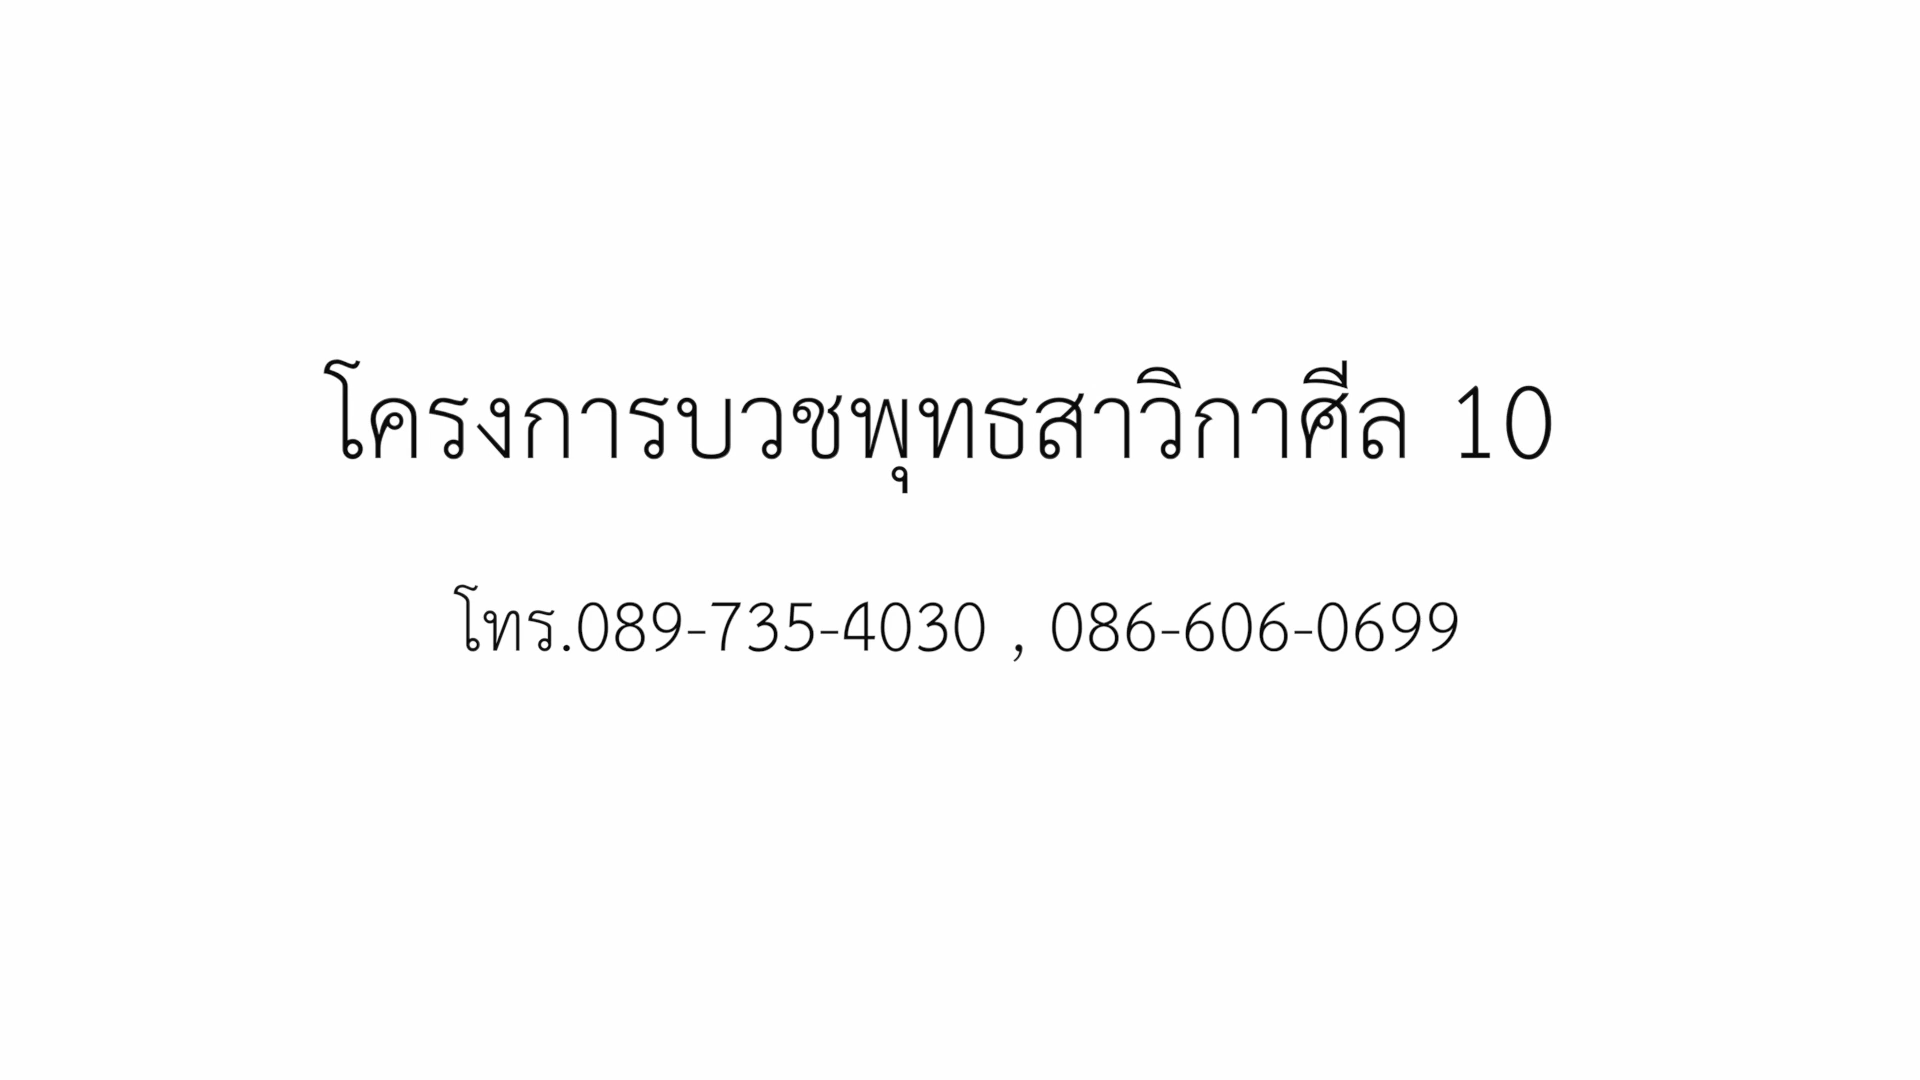 โครงการบวชพุทธสาวิกาศีล 10
โทร.089-735-4030 , 086-606-0699